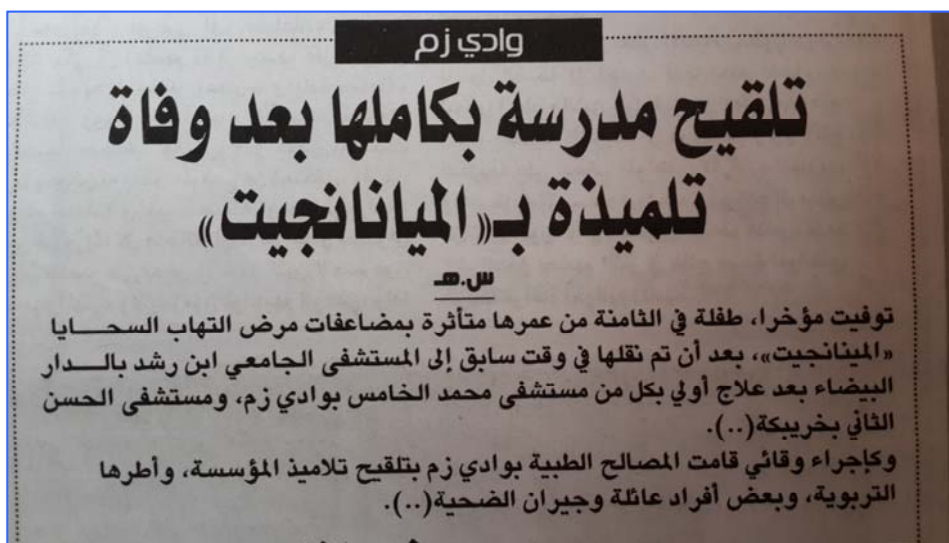 وادي زم
تلقيح مدرسة بكاملها بعد وفاة
تلميذة بـ«الميانانجيت»
س.هـ
توفيت مؤخرا، طفلة في الثامنة من عمرها متأثرة بمضاعفات مرض التهاب السحـــايا
«المينانجيت»، بعد أن تم نقلها في وقت سابق إلى المستشفى الجامعي ابن رشد بالـــدار
البيضاء بعد علاج أولي بكل من مستشفى محمد الخامس بوادي زم، ومستشفى الحسن
الثاني بخريبكة(..).
وكإجراء وقائي قامت المصالح الطبية بوادي زم بتلقيح تلاميذ المؤسسة، وأطرها
التربوية، وبعض أفراد عائلة وجيران الضحية(..).